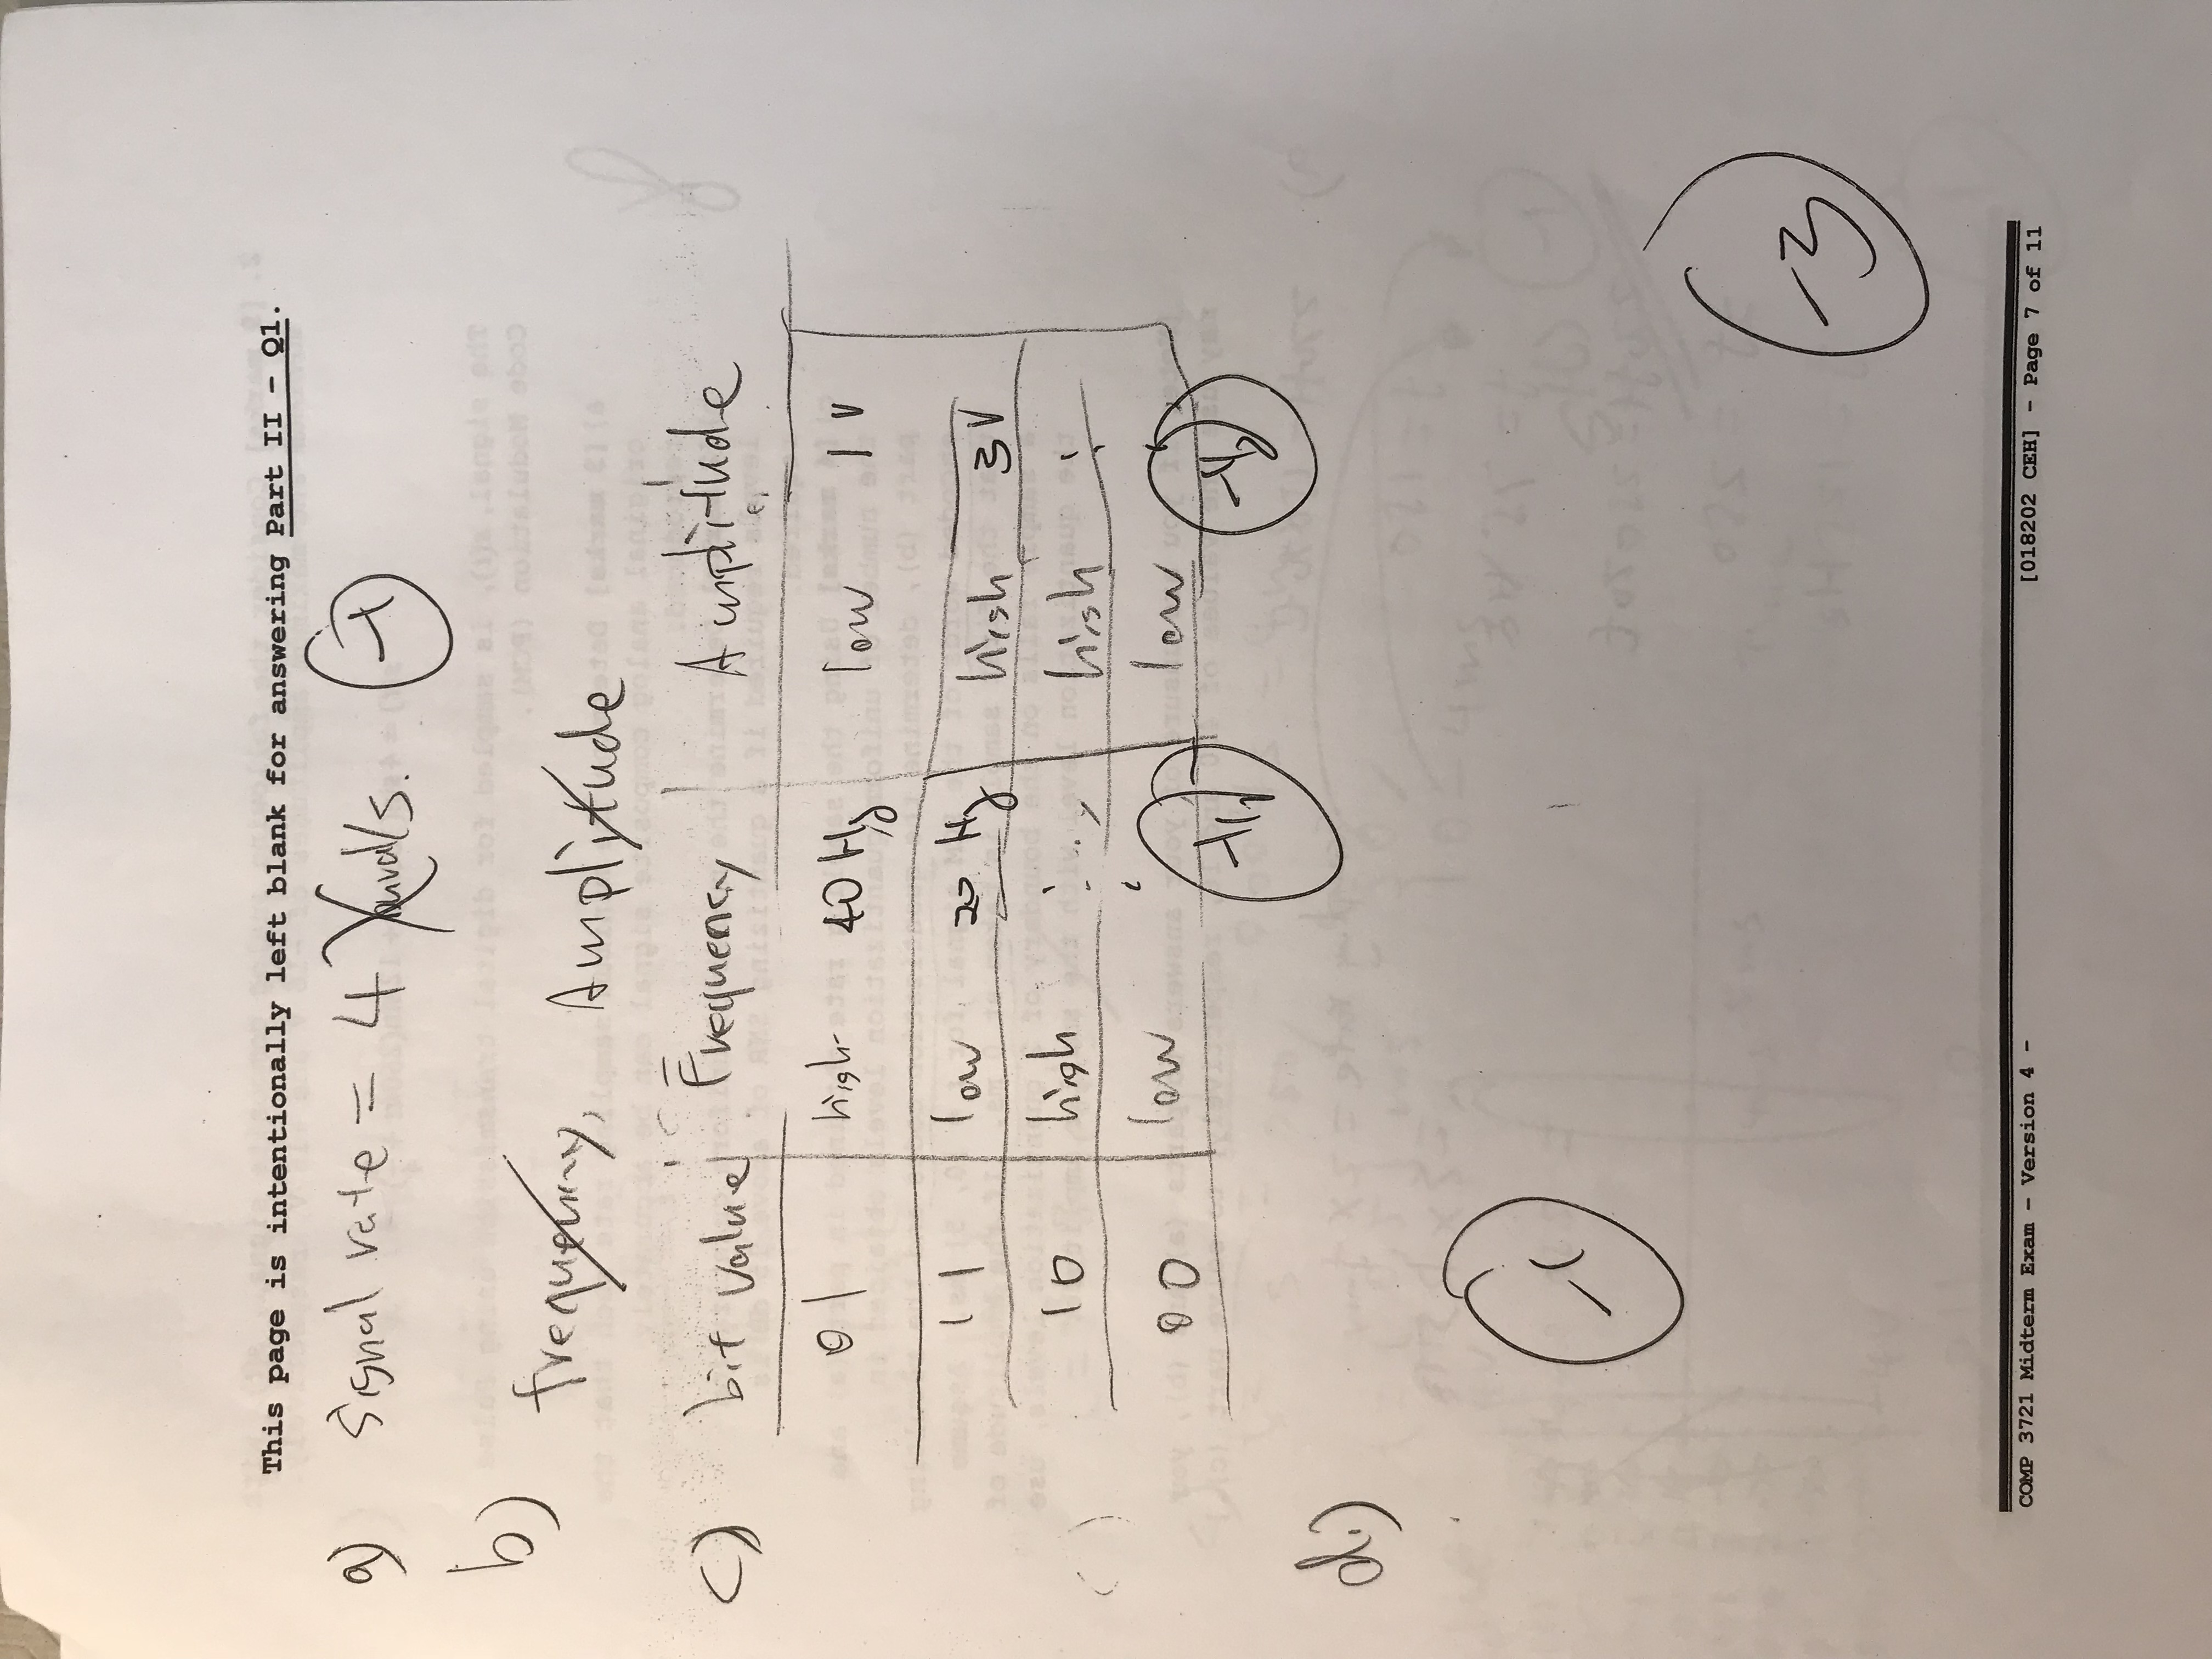 This page is intentionally left blank for answering Part II - Q1.
a) Signal rate = 4 baud/s. -1
b) frequency, Amplitude
c) bit value Frequency Amplitude
01 high 40 Hz low 1 V
11 low 20 Hz high 3 V
10 high high
00 low low
-1/2 -1/2
d.)
-1
-3
COMP 3721 Midterm Exam - Version 4 -
[018202 CEH] - Page 7 of 11